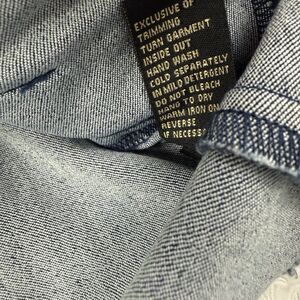 EXCLUSIVE OF
TRIMMING
TURN GARMENT
INSIDE OUT
HAND WASH
COLD SEPARATELY
IN MILD DETERGENT
DO NOT BLEACH
HANG TO DRY
WARM IRON ON
REVERSE
IF NECESS